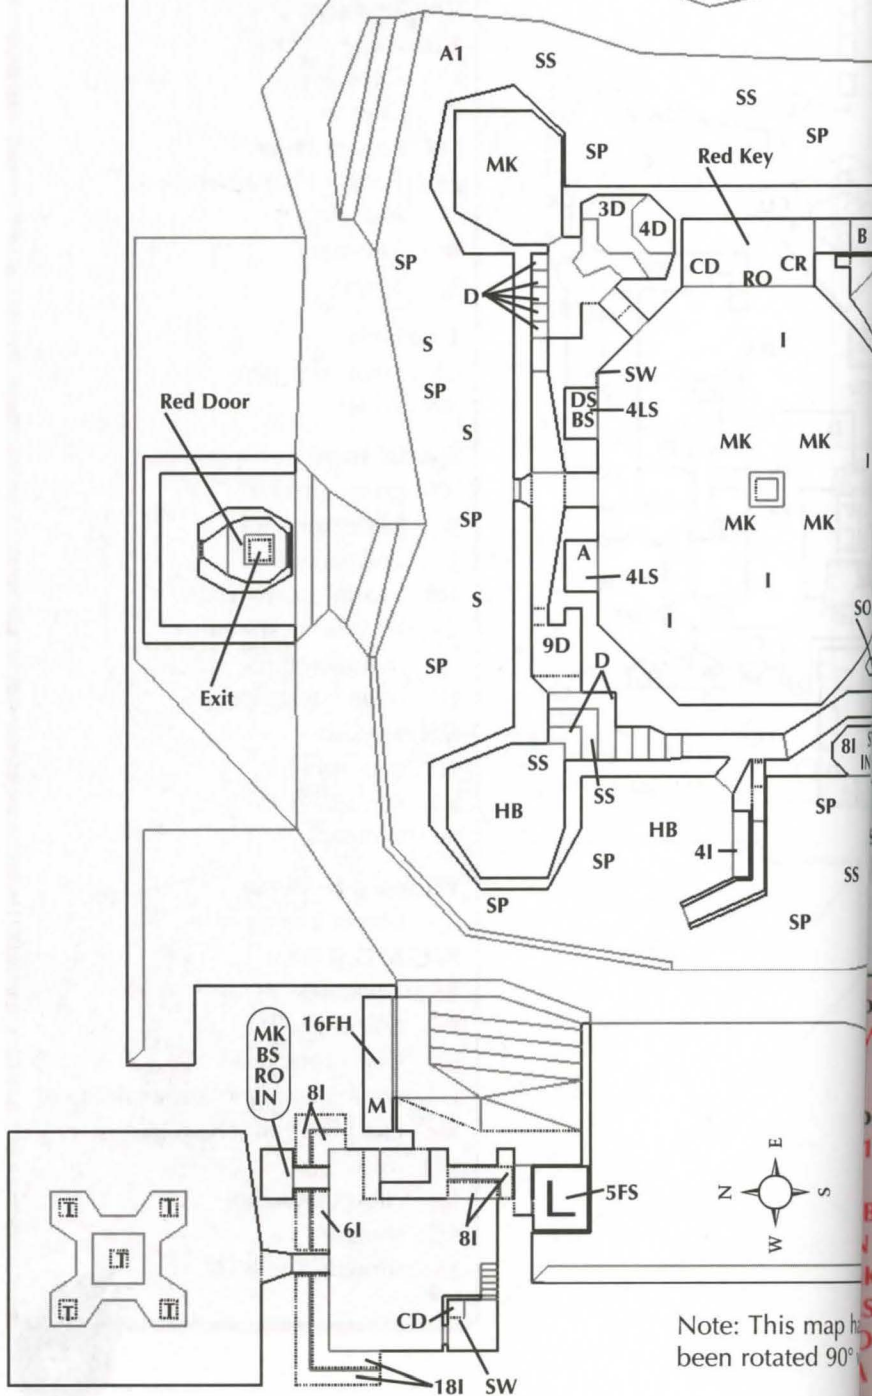 A1
SS
SS
SP
SP
MK
Red Key
3D
4D
B
CD
CR
RO
SP
D
I
S
SW
SP
DS
BS
4LS
Red Door
S
MK
MK
I
SP
MK
MK
A
4LS
I
S
SO
I
9D
D
SP
Exit
8I
IN
SS
SS
HB
HB
SP
4I
SP
SS
SP
SP
16FH
MK
BS
RO
IN
8I
M
E
N
S
W
5FS
6I
8I
T
T
T
T
T
CD
18I
SW
Note: This map
been rotated 90°